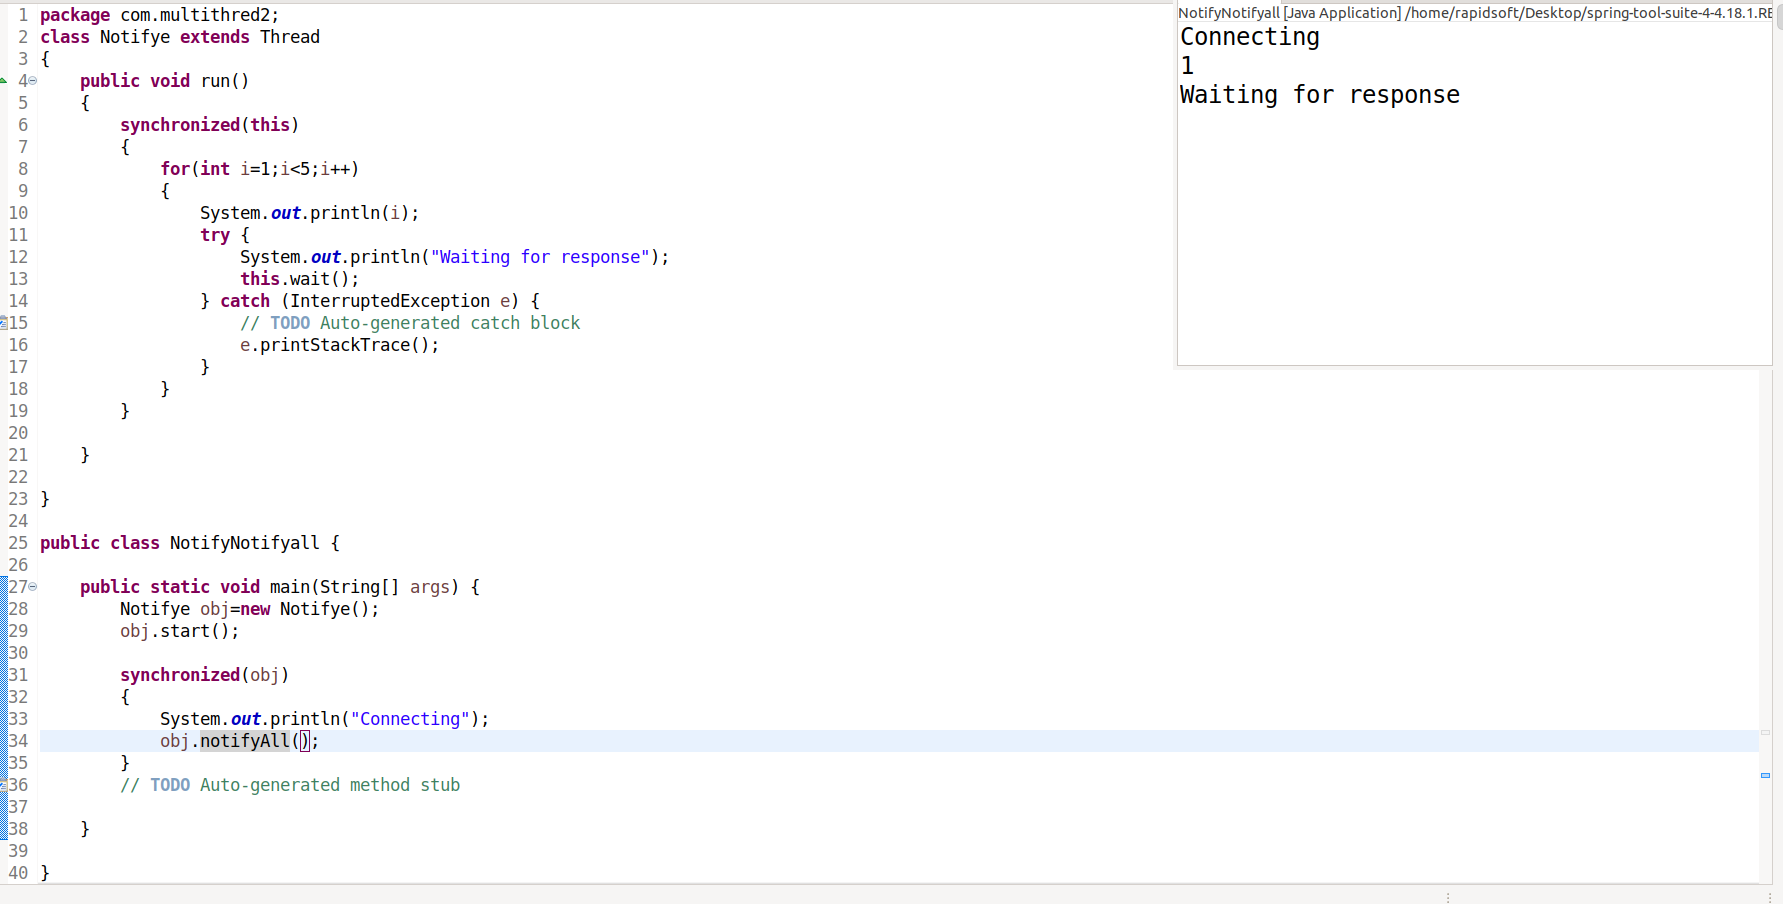 1 package com.multithred2;
2 class Notifye extends Thread
3 {
4     public void run()
5     {
6         synchronized(this)
7         {
8             for(int i=1;i<5;i++)
9             {
10                 System.out.println(i);
11                 try {
12                     System.out.println("Waiting for response");
13                     this.wait();
14                 } catch (InterruptedException e) {
15                     // TODO Auto-generated catch block
16                     e.printStackTrace();
17                 }
18             }
19         }
20
21     }
22
23 }
24
25 public class NotifyNotifyall {
26
27     public static void main(String[] args) {
28         Notifye obj=new Notifye();
29         obj.start();
30
31         synchronized(obj)
32         {
33             System.out.println("Connecting");
34             obj.notifyAll();
35         }
36         // TODO Auto-generated method stub
37
38     }
39
40 }
NotifyNotifyall [Java Application] /home/rapidsoft/Desktop/spring-tool-suite-4-4.18.1.RE
Connecting
1
Waiting for response